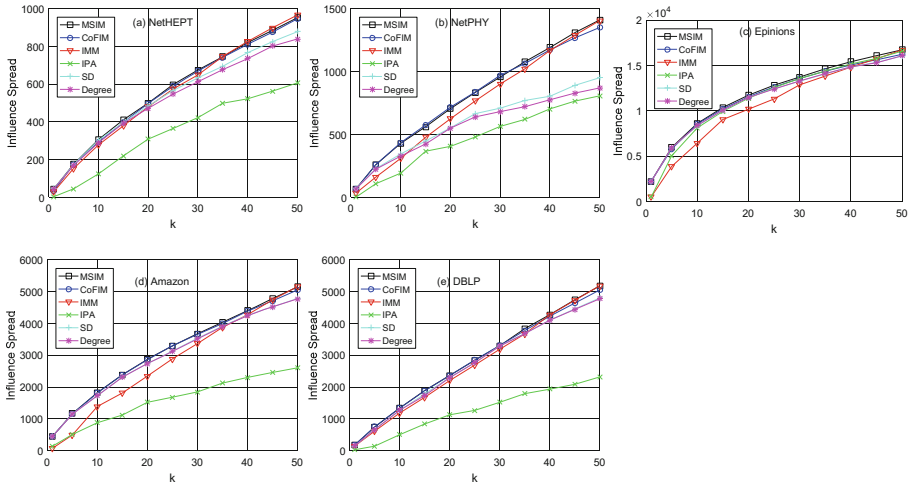 (a) NetHEPT
MSIM
CoFIM
IMM
IPA
SD
Degree
Influence Spread
1000
800
600
400
200
0
0 10 20 30 40 50
k
(b) NetPHY
MSIM
CoFIM
IMM
IPA
SD
Degree
Influence Spread
1500
1000
500
0
0 10 20 30 40 50
k
× 10⁴
(c) Epinions
MSIM
CoFIM
IMM
IPA
SD
Degree
Influence Spread
2
1.5
1
0.5
0
0 10 20 30 40 50
k
(d) Amazon
MSIM
CoFIM
IMM
IPA
SD
Degree
Influence Spread
6000
5000
4000
3000
2000
1000
0
0 10 20 30 40 50
k
(e) DBLP
MSIM
CoFIM
IMM
IPA
SD
Degree
Influence Spread
6000
5000
4000
3000
2000
1000
0
0 10 20 30 40 50
k